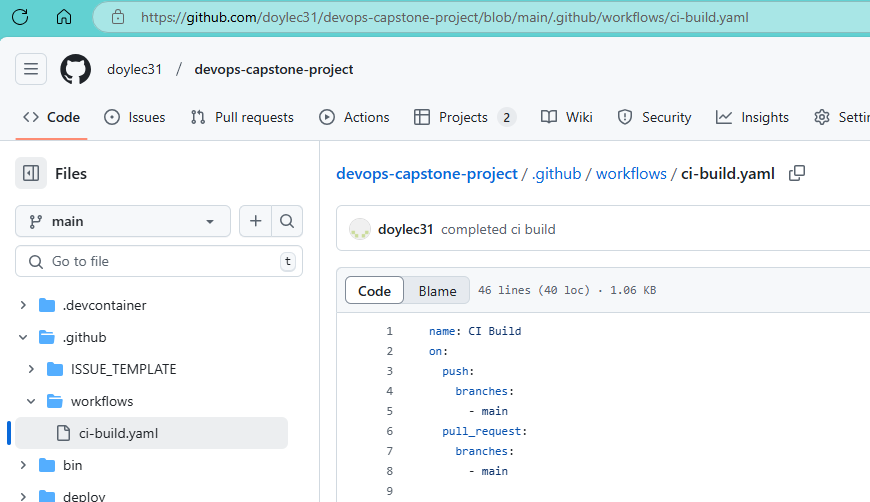 https://github.com/doylec31/devops-capstone-project/blob/main/.github/workflows/ci-build.yaml
doylec31 / devops-capstone-project
Code Issues Pull requests Actions Projects 2 Wiki Security Insights Settin
Files
main
Go to file t
.devcontainer
.github
ISSUE_TEMPLATE
workflows
ci-build.yaml
bin
deploy
devops-capstone-project / .github / workflows / ci-build.yaml
doylec31 completed ci build
Code Blame 46 lines (40 loc) · 1.06 KB
1 name: CI Build
2 on:
3 push:
4 branches:
5 - main
6 pull_request:
7 branches:
8 - main
9